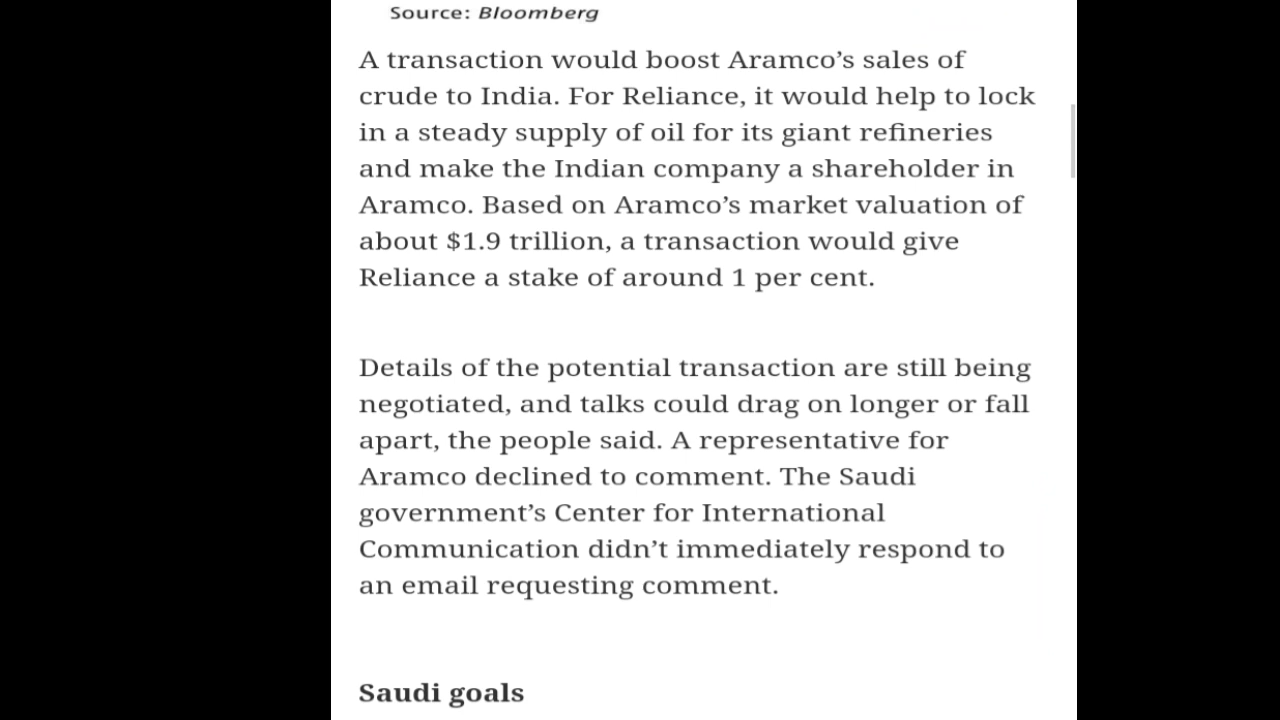 Source: Bloomberg
A transaction would boost Aramco’s sales of
crude to India. For Reliance, it would help to lock
in a steady supply of oil for its giant refineries
and make the Indian company a shareholder in
Aramco. Based on Aramco’s market valuation of
about $1.9 trillion, a transaction would give
Reliance a stake of around 1 per cent.
Details of the potential transaction are still being
negotiated, and talks could drag on longer or fall
apart, the people said. A representative for
Aramco declined to comment. The Saudi
government’s Center for International
Communication didn’t immediately respond to
an email requesting comment.
Saudi goals